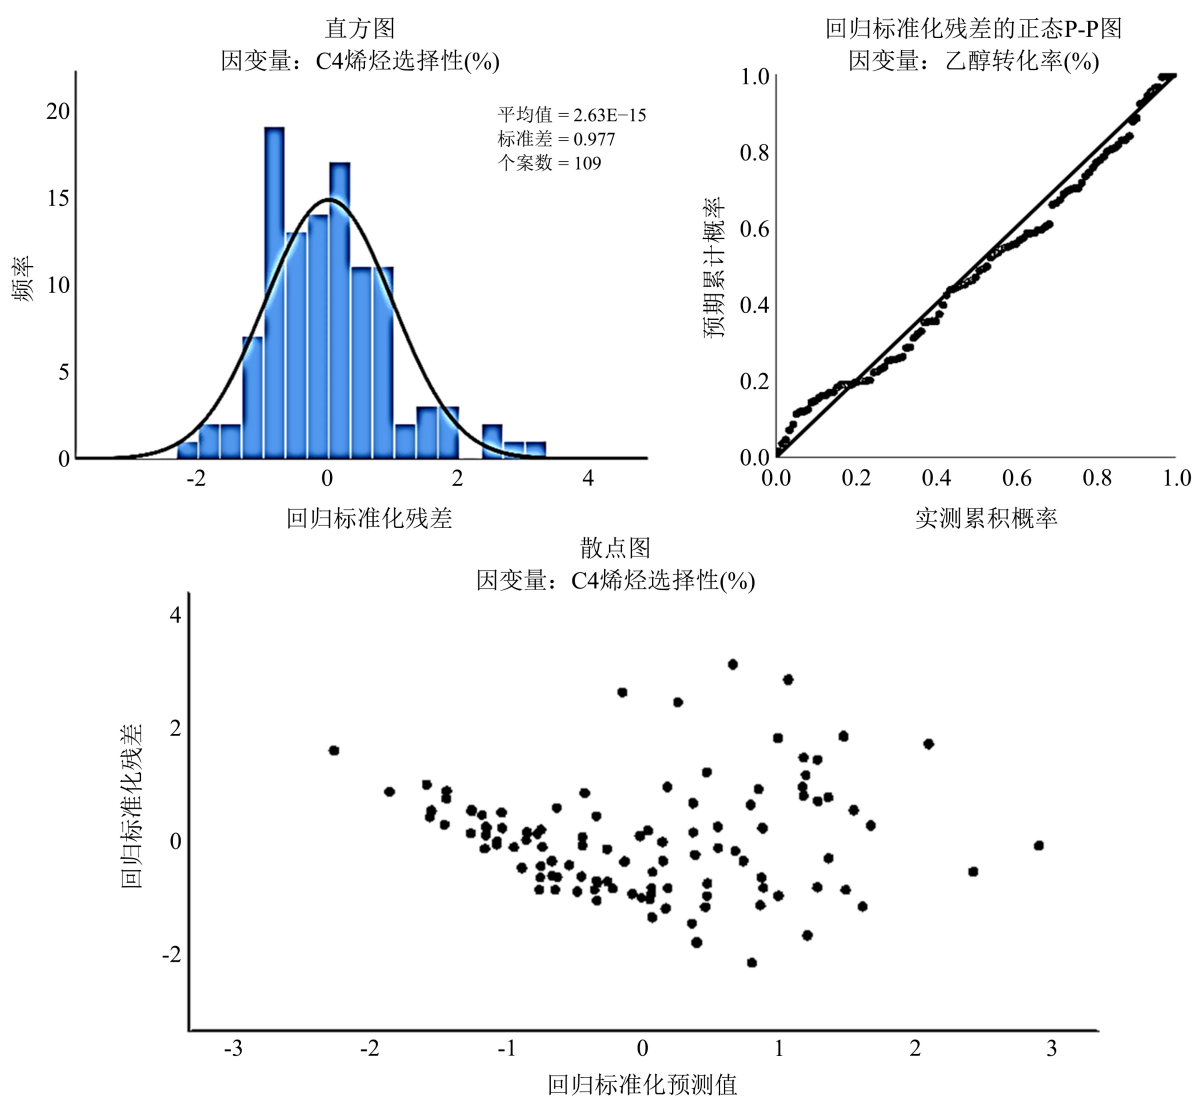 直方图
因变量：C4烯烃选择性(%)
平均值 = 2.63E−15
标准差 = 0.977
个案数 = 109
频率
20
15
10
5
0
-2
0
2
4
回归标准化残差
回归标准化残差的正态P-P图
因变量：乙醇转化率(%)
预期累计概率
1.0
0.8
0.6
0.4
0.2
0.0
0.0
0.2
0.4
0.6
0.8
1.0
实测累积概率
散点图
因变量：C4烯烃选择性(%)
回归标准化残差
4
2
0
-2
-3
-2
-1
0
1
2
3
回归标准化预测值